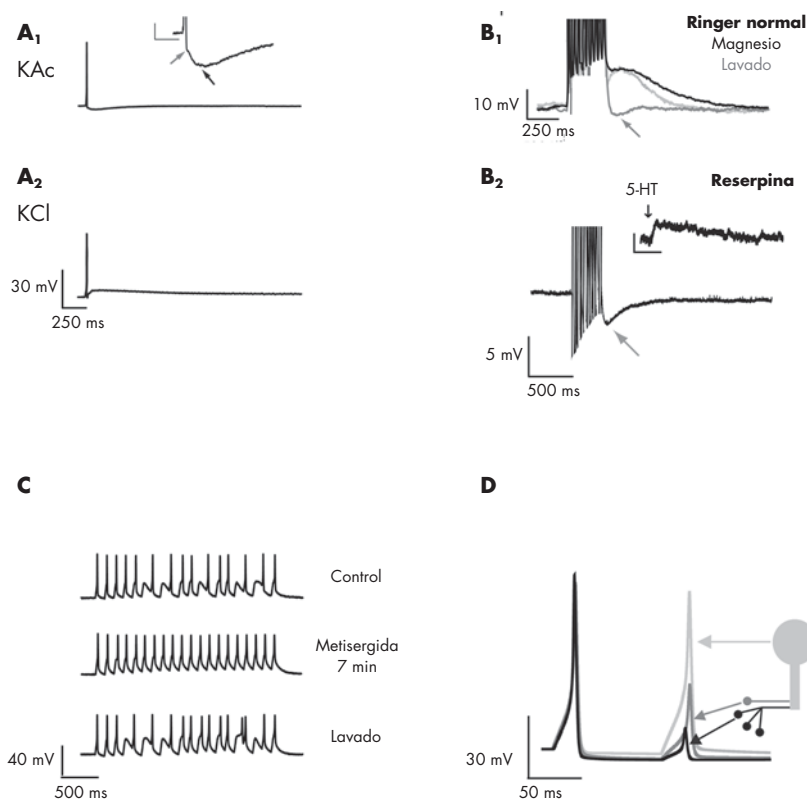 A1
KAc
A2
KCl
30 mV
250 ms
B1
Ringer normal
Magnesio
Lavado
10 mV
250 ms
B2
Reserpina
5-HT
5 mV
500 ms
C
Control
Metisergida
7 min
Lavado
40 mV
500 ms
D
30 mV
50 ms